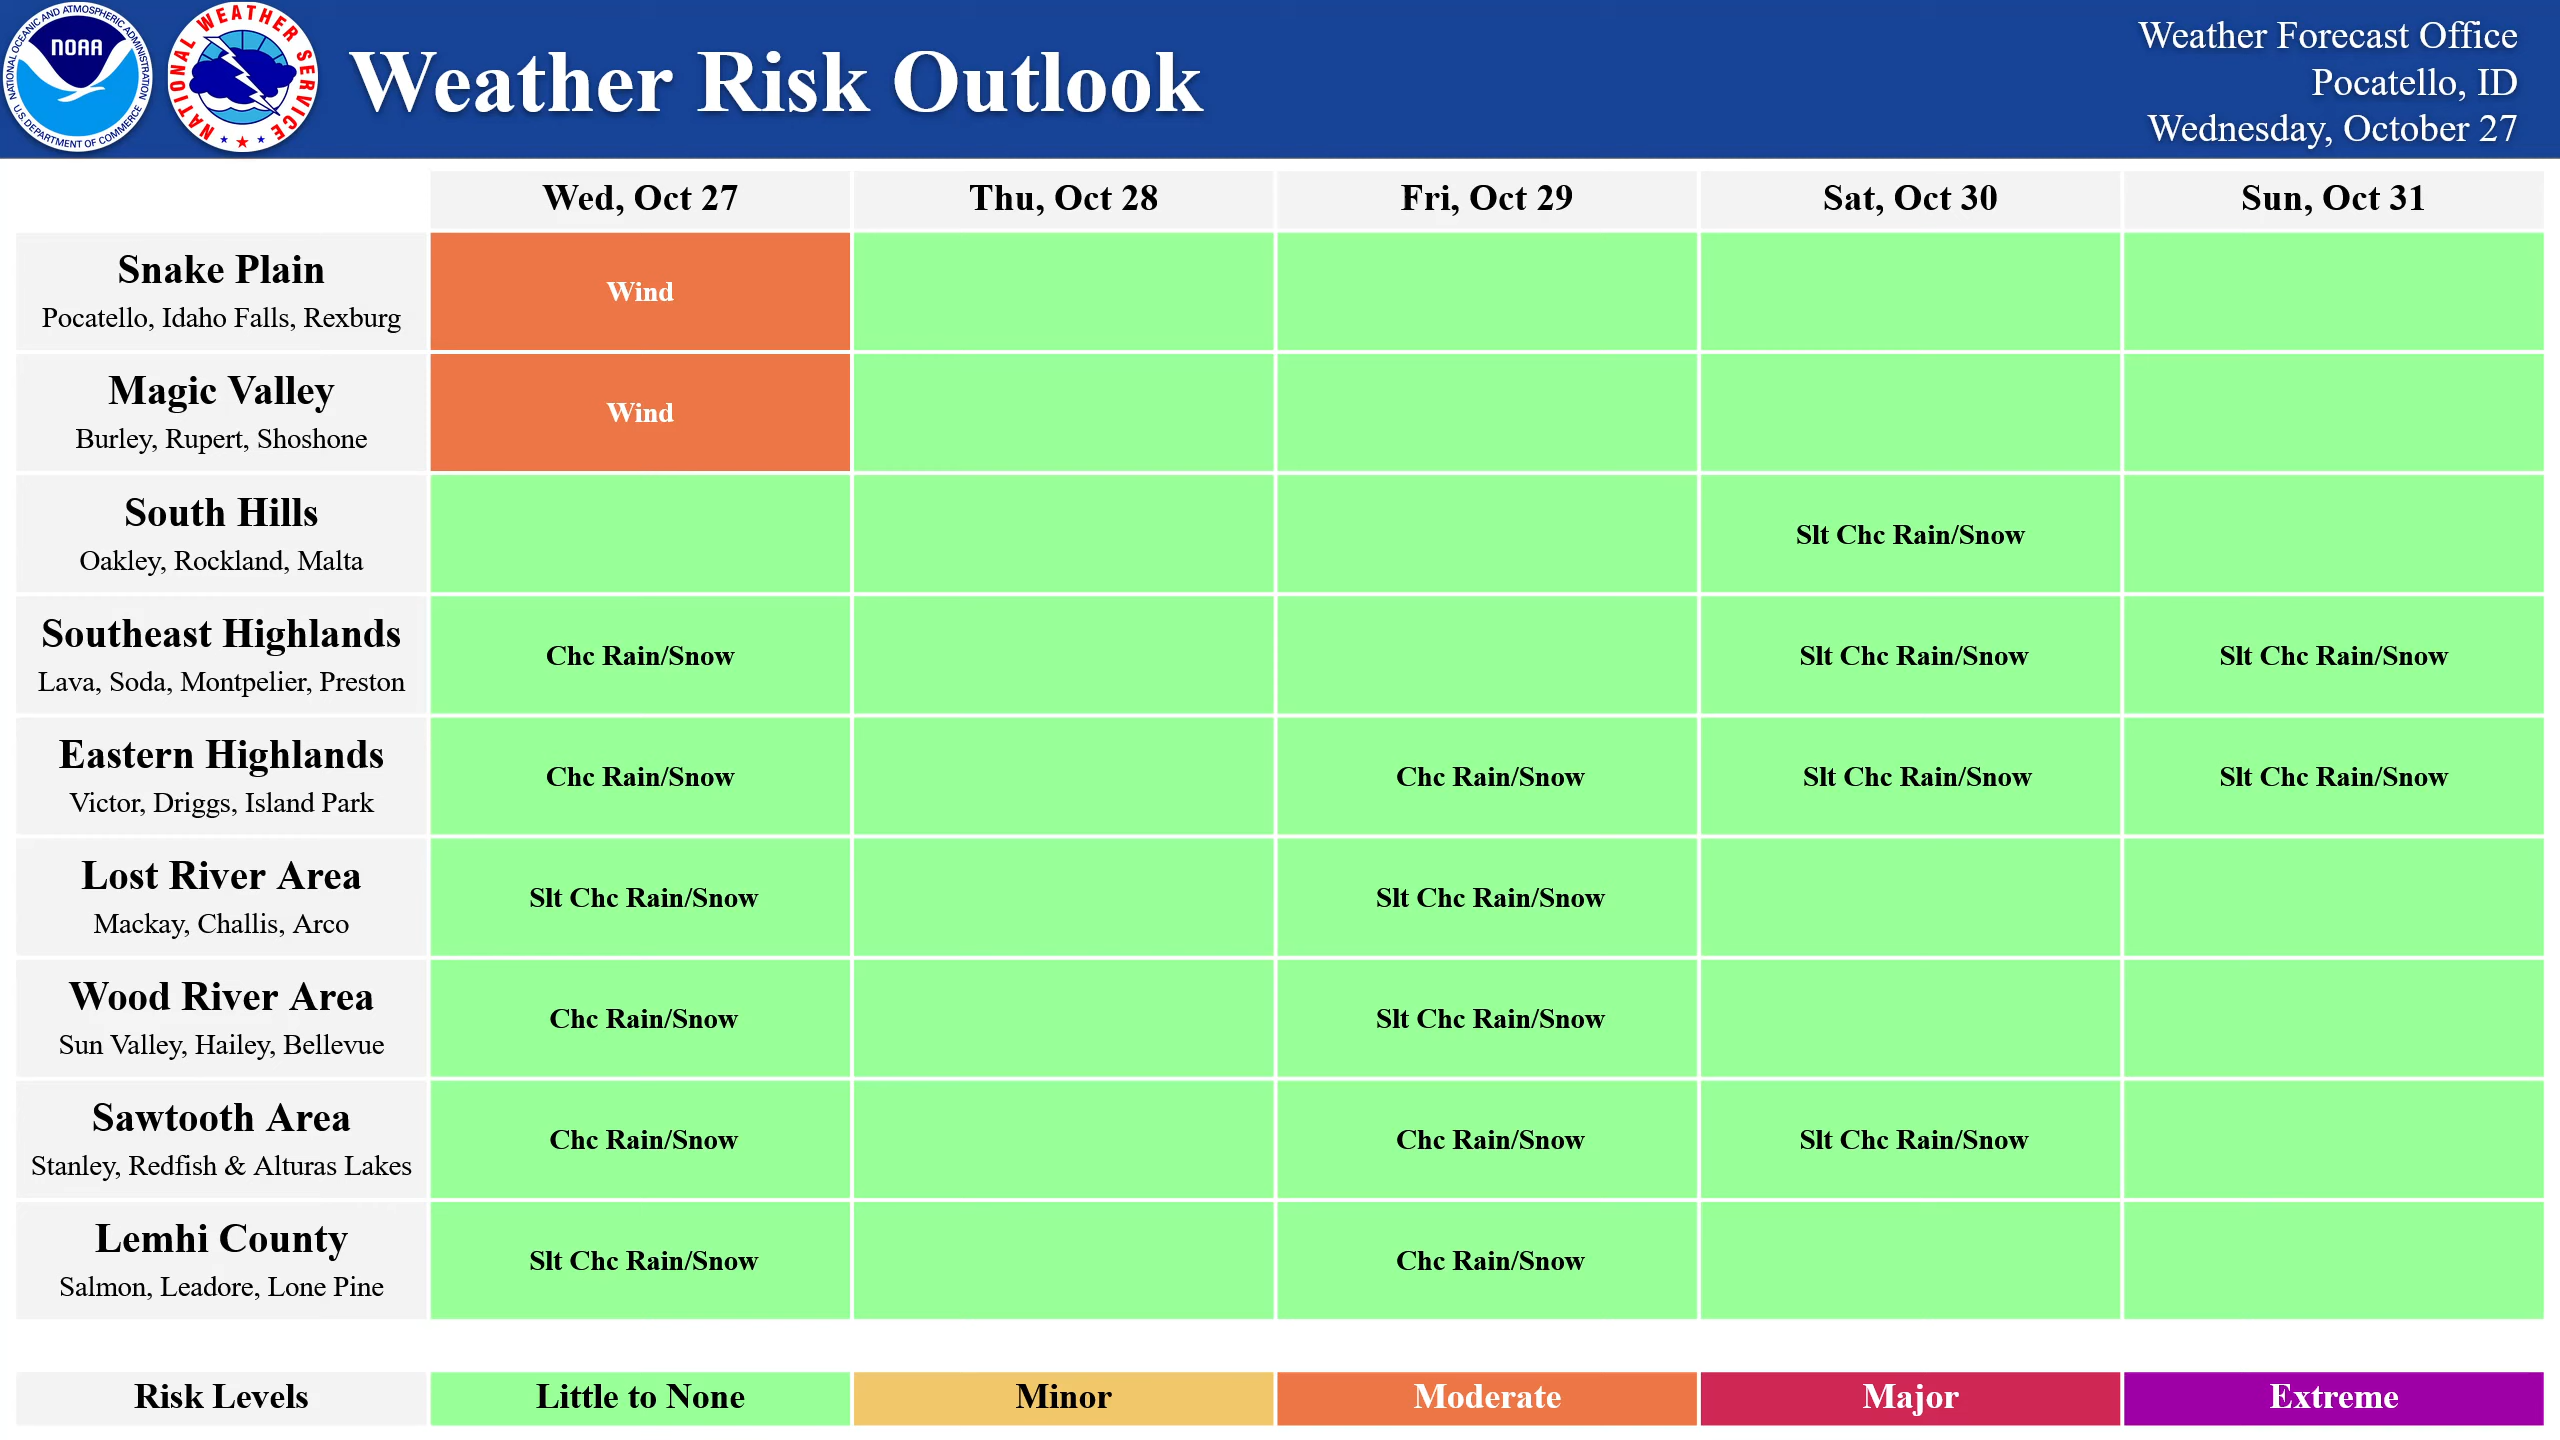 NATIONAL OCEANIC AND ATMOSPHERIC ADMINISTRATION
NOAA
U.S. DEPARTMENT OF COMMERCE
NATIONAL WEATHER SERVICE
Weather Risk Outlook
Weather Forecast Office
Pocatello, ID
Wednesday, October 27
Wed, Oct 27 Thu, Oct 28 Fri, Oct 29 Sat, Oct 30 Sun, Oct 31
Snake Plain
Pocatello, Idaho Falls, Rexburg
Wind
Magic Valley
Burley, Rupert, Shoshone
Wind
South Hills
Oakley, Rockland, Malta
Slt Chc Rain/Snow
Southeast Highlands
Lava, Soda, Montpelier, Preston
Chc Rain/Snow Slt Chc Rain/Snow Slt Chc Rain/Snow
Eastern Highlands
Victor, Driggs, Island Park
Chc Rain/Snow Chc Rain/Snow Slt Chc Rain/Snow Slt Chc Rain/Snow
Lost River Area
Mackay, Challis, Arco
Slt Chc Rain/Snow Slt Chc Rain/Snow
Wood River Area
Sun Valley, Hailey, Bellevue
Chc Rain/Snow Slt Chc Rain/Snow
Sawtooth Area
Stanley, Redfish & Alturas Lakes
Chc Rain/Snow Chc Rain/Snow Slt Chc Rain/Snow
Lemhi County
Salmon, Leadore, Lone Pine
Slt Chc Rain/Snow Chc Rain/Snow
Risk Levels Little to None Minor Moderate Major Extreme